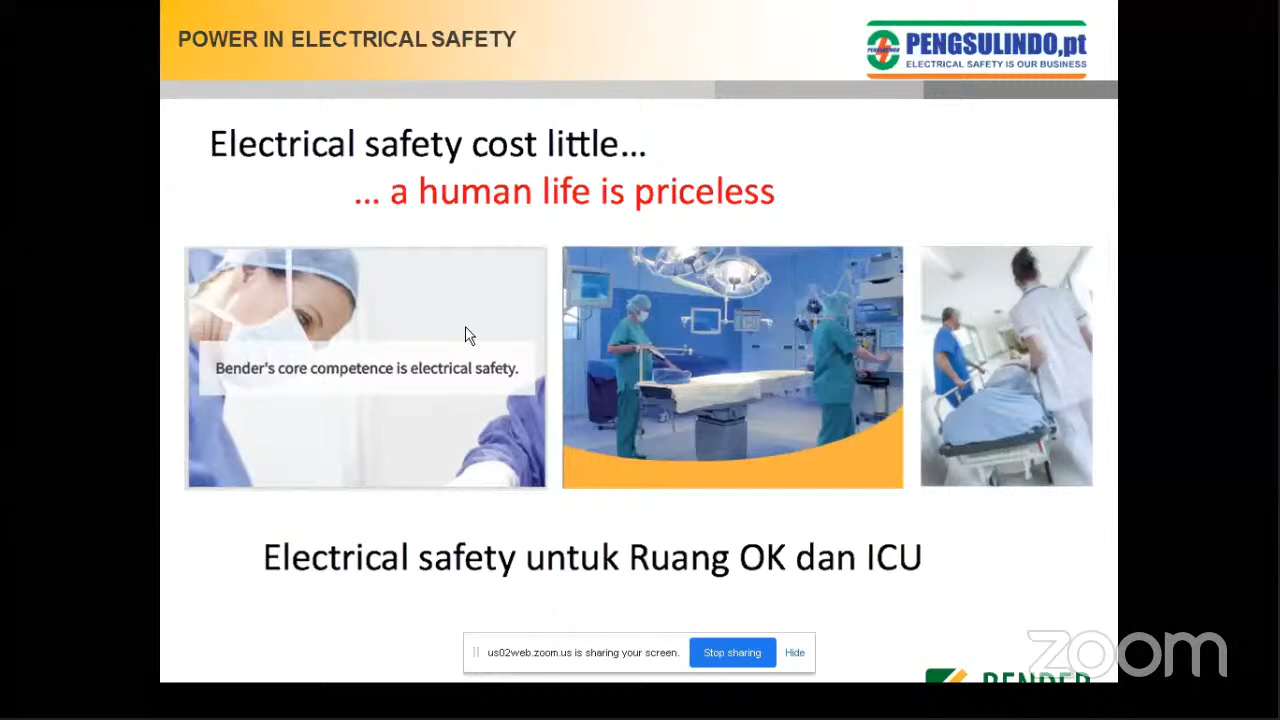 POWER IN ELECTRICAL SAFETY
PENGSULINDO,pt
ELECTRICAL SAFETY IS OUR BUSINESS
Electrical safety cost little...
... a human life is priceless
Bender's core competence is electrical safety.
Electrical safety untuk Ruang OK dan ICU
us02web.zoom.us is sharing your screen.
Stop sharing
Hide
zoom
BENDER